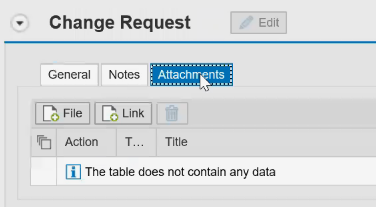 Change Request Edit
General Notes Attachments
File Link
Action T... Title
The table does not contain any data